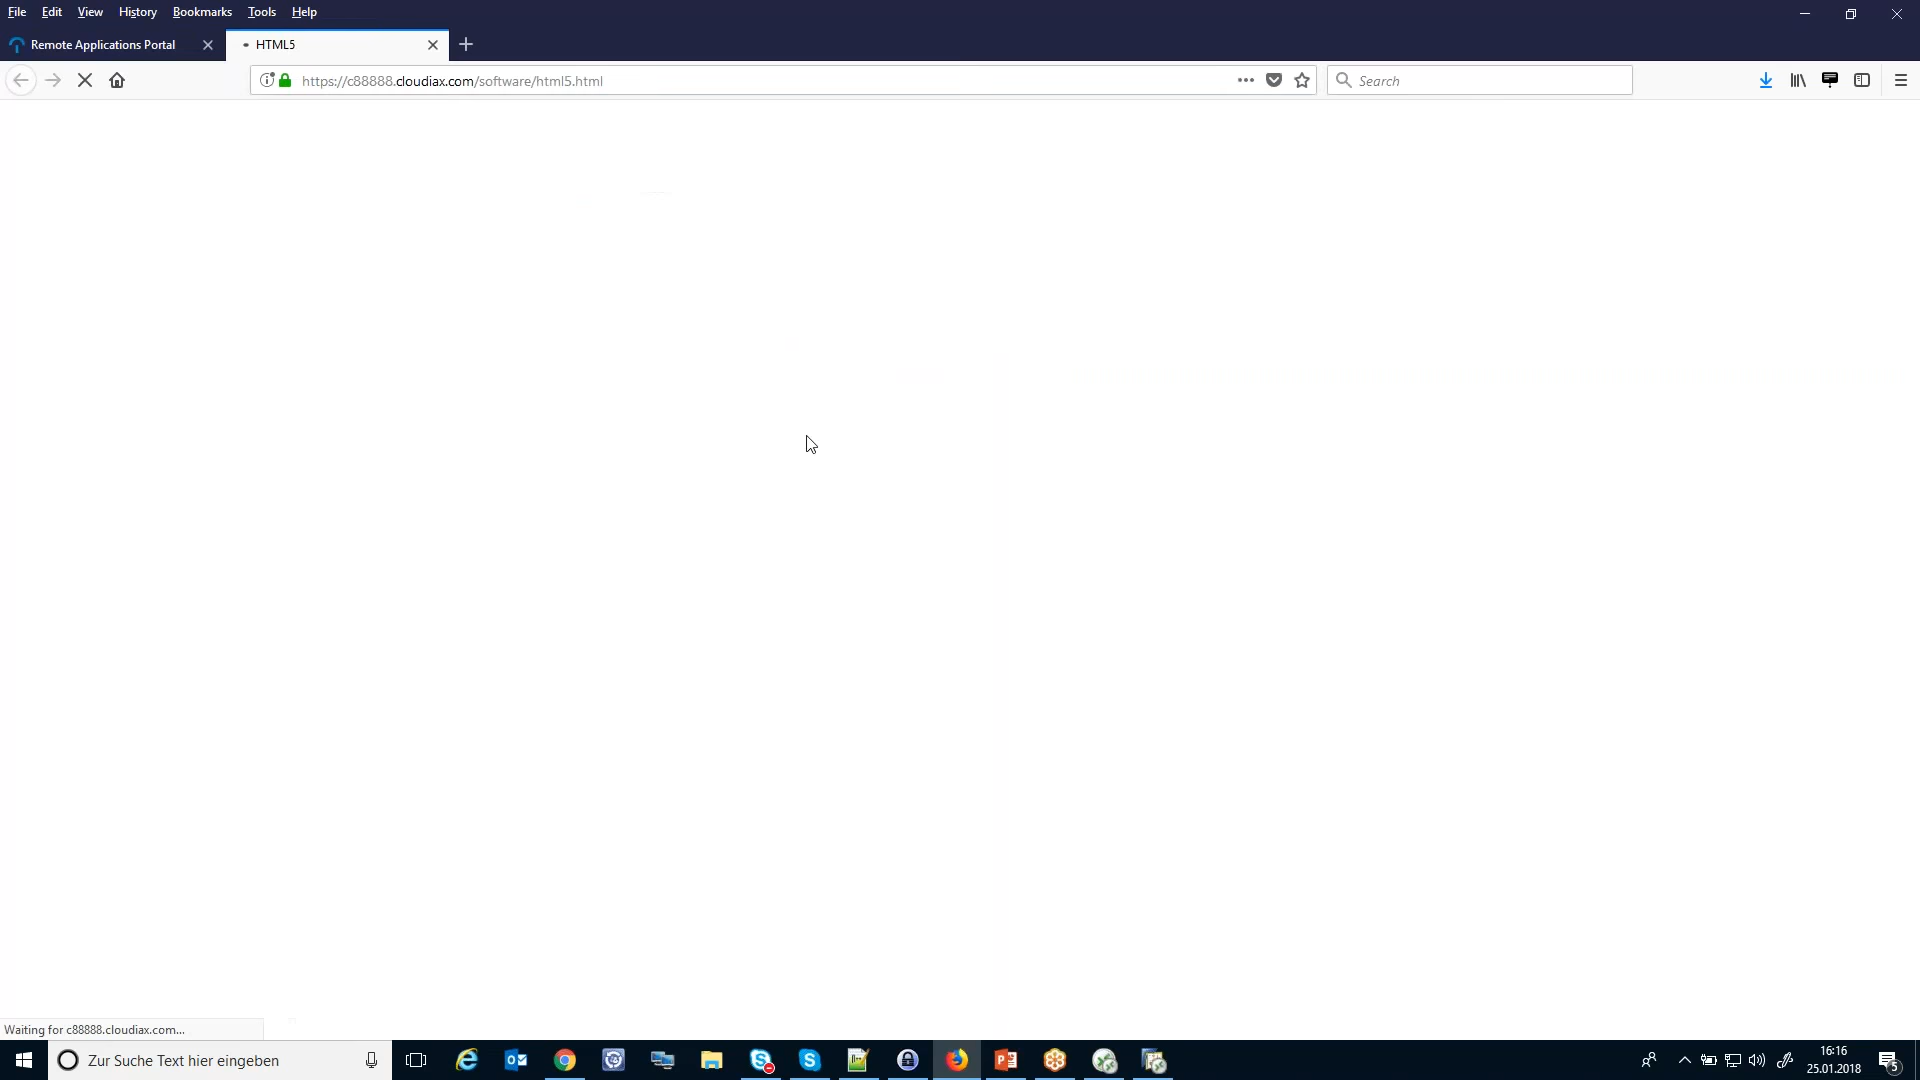 File Edit View History Bookmarks Tools Help
Remote Applications Portal
HTML5
https://c88888.cloudiax.com/software/html5.html
Search
Waiting for c88888.cloudiax.com...
Zur Suche Text hier eingeben
16:16
25.01.2018
5